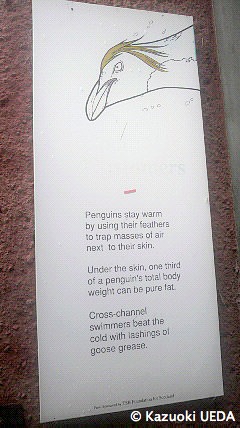 Penguins stay warm
by using their feathers
to trap masses of air
next to their skin.
Under the skin, one third
of a penguin's total body
weight can be pure fat.
Cross-channel
swimmers beat the
cold with lashings of
goose grease.
© Kazuoki UEDA